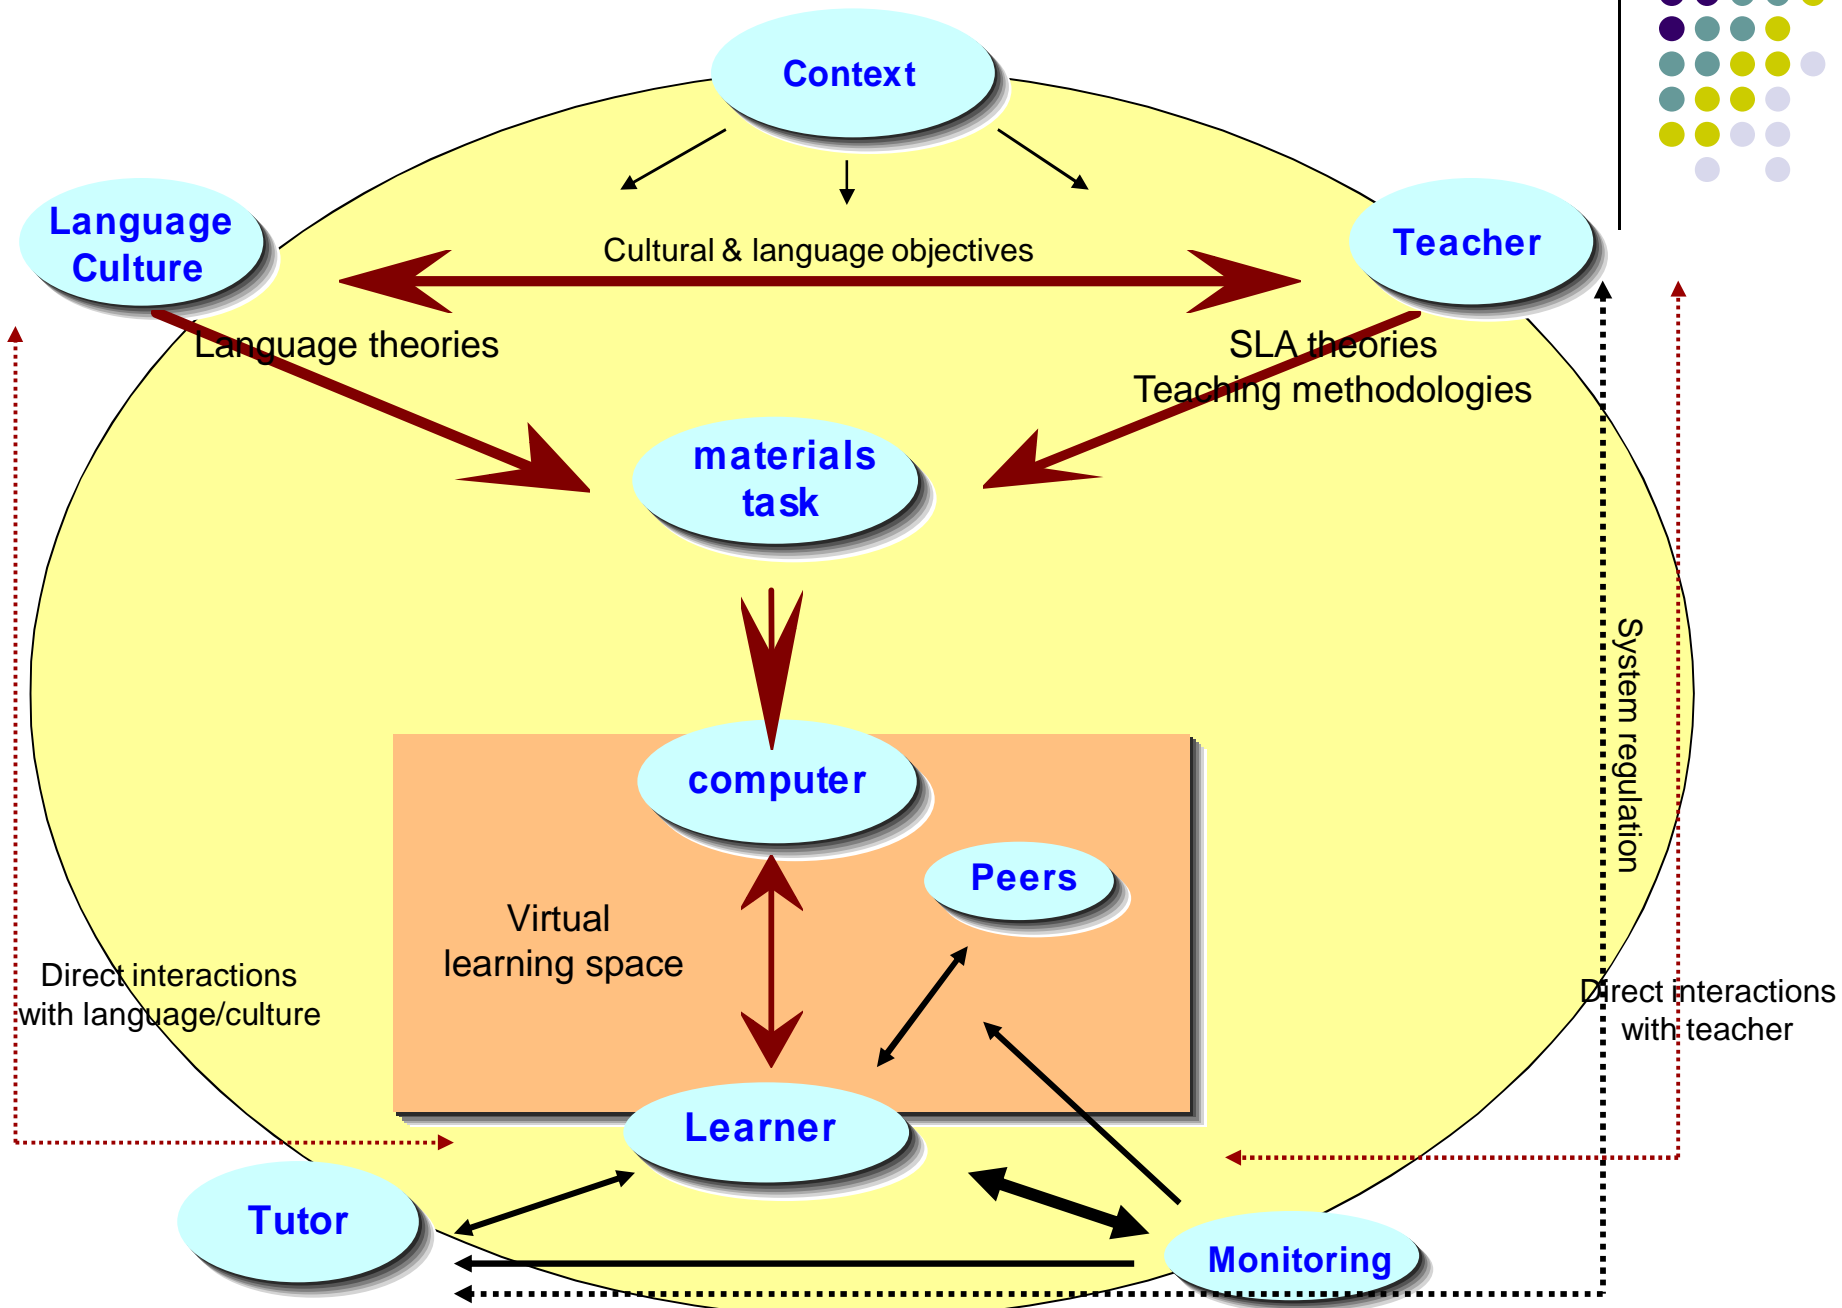 Context
Language
Culture
Cultural & language objectives
Teacher
Language theories
SLA theories
Teaching methodologies
materials
task
System regulation
computer
Peers
Virtual
learning space
Direct interactions
with language/culture
Direct interactions
with teacher
Learner
Tutor
Monitoring